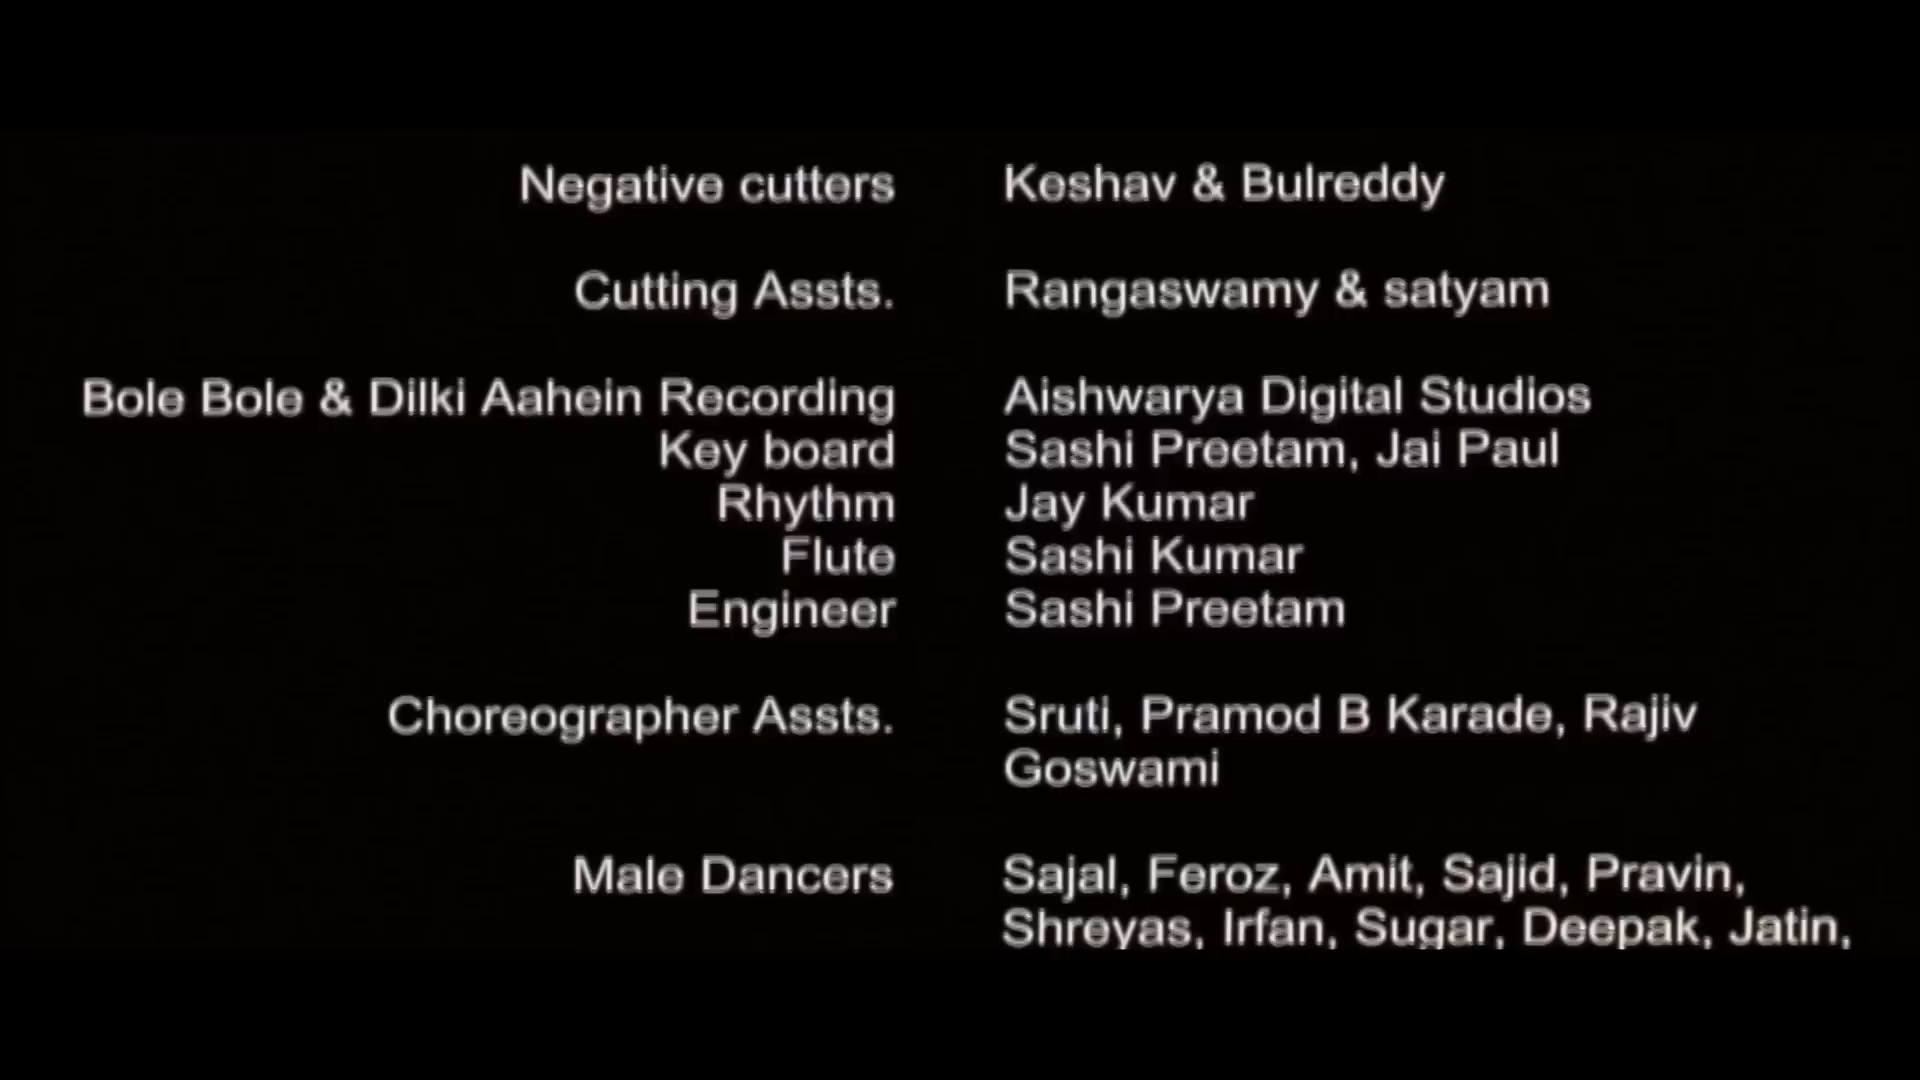 Negative cutters Keshav & Bulreddy
Cutting Assts. Rangaswamy & satyam
Bole Bole & Dilki Aahein Recording Aishwarya Digital Studios
Key board Sashi Preetam, Jai Paul
Rhythm Jay Kumar
Flute Sashi Kumar
Engineer Sashi Preetam
Choreographer Assts. Sruti, Pramod B Karade, Rajiv
Goswami
Male Dancers Sajal, Feroz, Amit, Sajid, Pravin,
Shreyas, Irfan, Sugar, Deepak, Jatin,